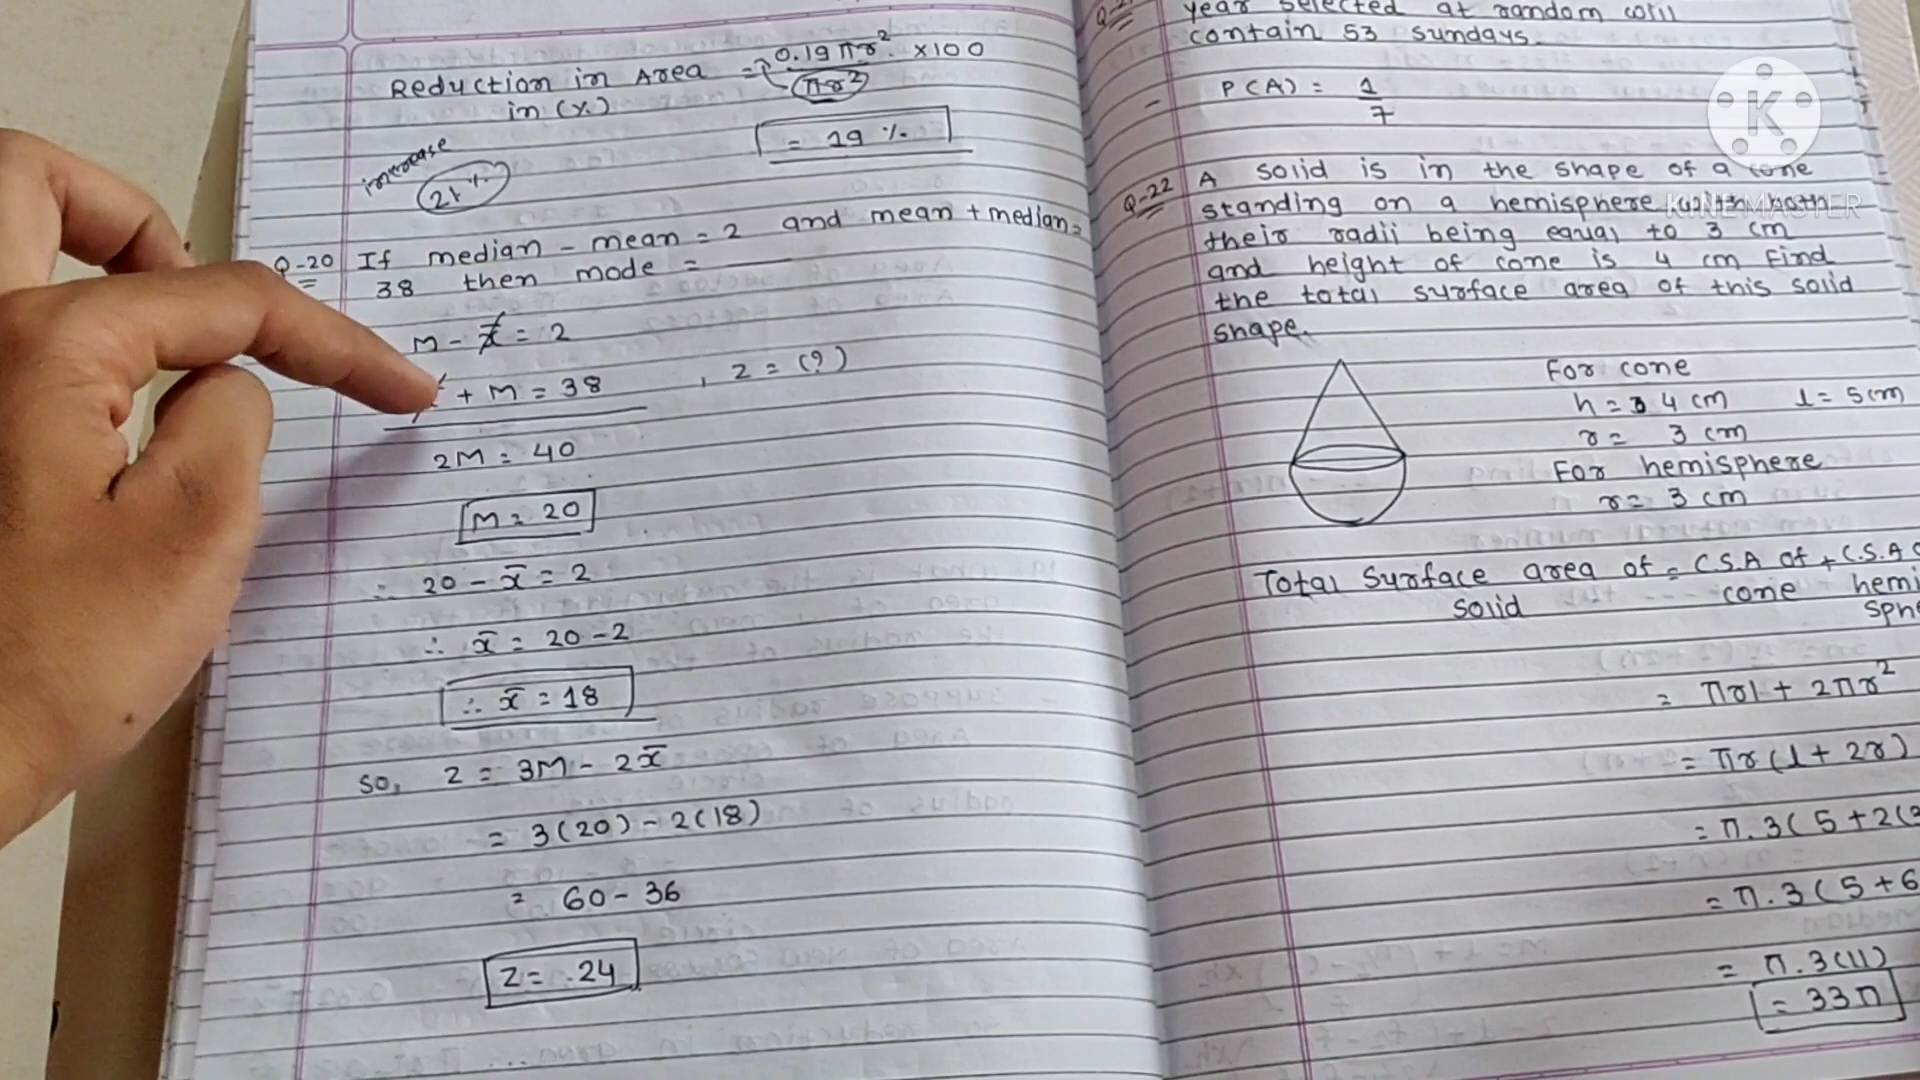 Reduction in Area = 0.19 πr² × 100
πr²
in (%)
= 19 %
increase
21 %
Q-20 If median - mean = 2 and mean + median =
38 then mode =
M - x̄ = 2
+ M = 38 , z = (?)
2M = 40
M = 20
∴ 20 - x̄ = 2
∴ x̄ = 20 - 2
∴ x̄ = 18
so, z = 3M - 2x̄
= 3(20) - 2(18)
= 60 - 36
z = 24
year selected at random will
contain 53 sundays.
- P(A) = 1
7
Q-22 A solid is in the shape of a cone
standing on a hemisphere with both
their radii being equal to 3 cm
and height of cone is 4 cm Find
the total surface area of this solid
shape.
For cone
h = 4 cm l = 5 cm
r = 3 cm
For hemisphere
r = 3 cm
Total Surface area of = C.S.A of + C.S.A
solid cone hemi
= πrl + 2πr²
= πr(l + 2r)
= π.3(5 + 2(3
= π.3(5 + 6
= π.3(11)
= 33π
K
KINEMASTER